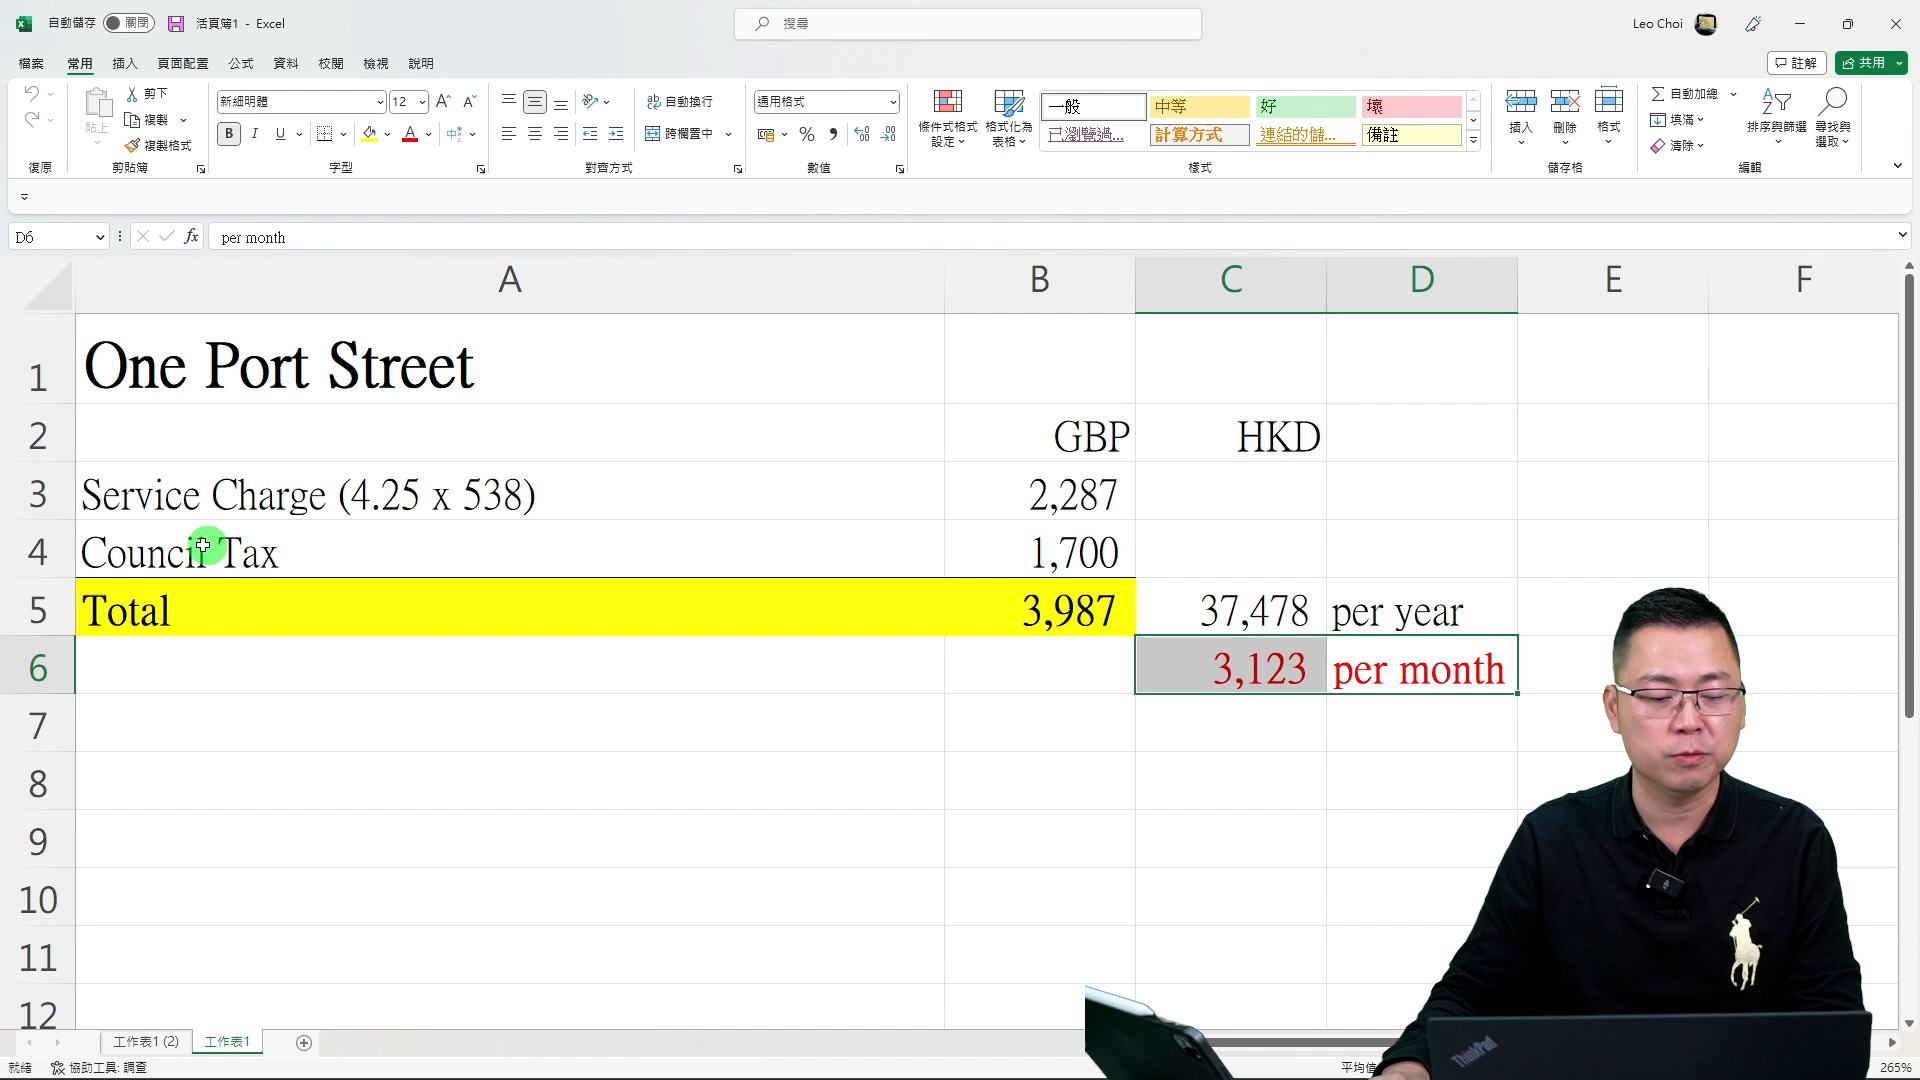 自動儲存 關閉 活頁簿1 - Excel 搜尋 Leo Choi
檔案 常用 插入 頁面配置 公式 資料 校閱 檢視 說明 註解 共用
貼上 剪下 複製 複製格式
復原 剪貼簿
新細明體 12
B I U
字型
自動換行
跨欄置中
對齊方式
通用格式
數值
條件式格式設定 格式化為表格
一般 中等 好 壞
已瀏覽過... 計算方式 連結的儲... 備註
樣式
插入 刪除 格式
儲存格
自動加總
填滿
清除
排序與篩選 尋找與選取
編輯
D6 fx per month
A B C D E F
1 One Port Street
2 GBP HKD
3 Service Charge (4.25 x 538) 2,287
4 Council Tax 1,700
5 Total 3,987 37,478 per year
6 3,123 per month
7
8
9
10
11
12
工作表1 (2) 工作表1
就緒 協助工具: 調查 平均值 265%
ThinkPad